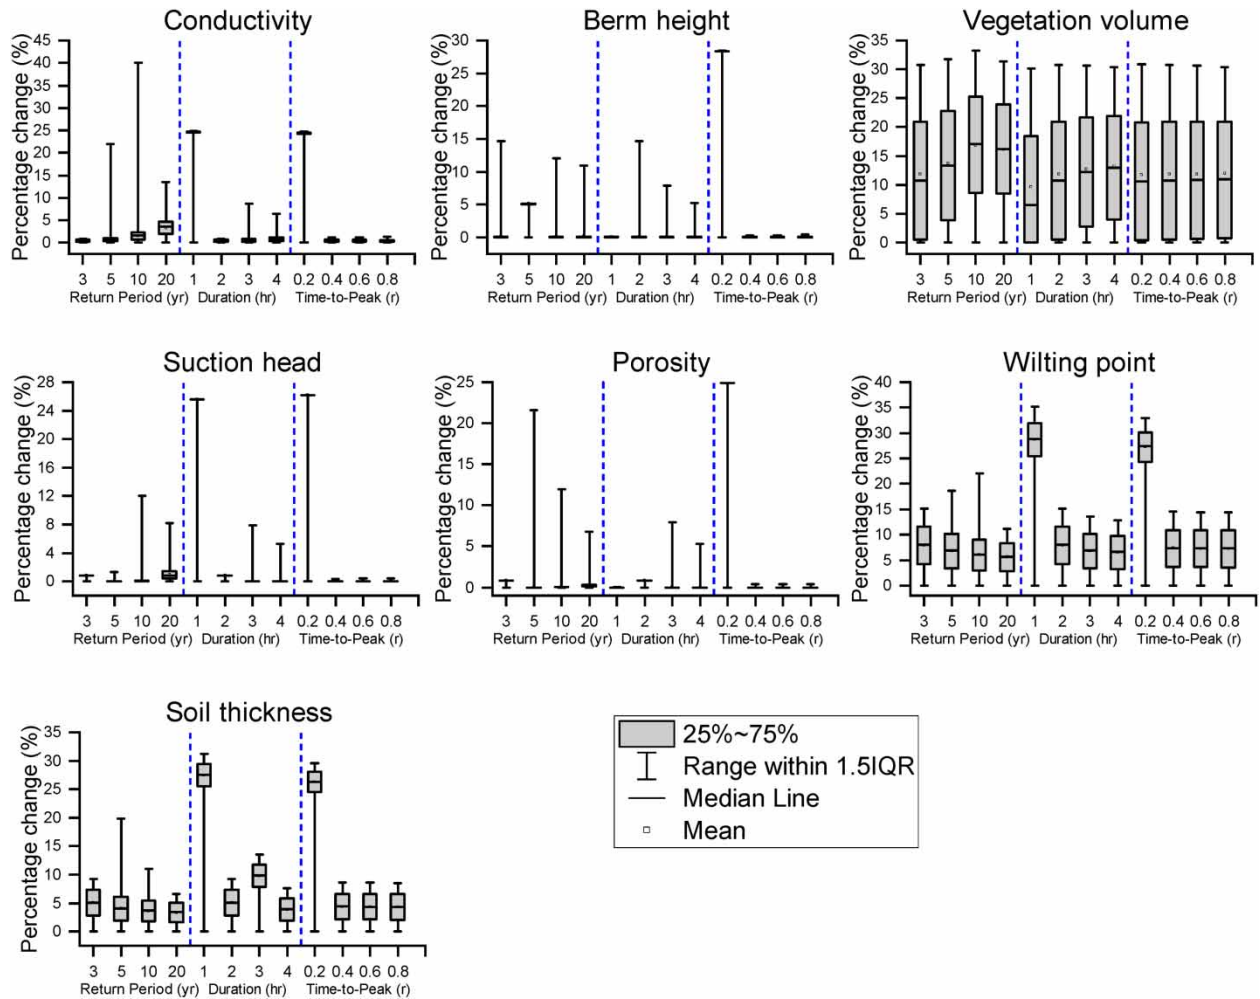 Conductivity
Percentage change (%)
45
40
35
30
25
20
15
10
5
0
3 5 10 20 1 2 3 4 0.2 0.4 0.6 0.8
Return Period (yr) Duration (hr) Time-to-Peak (r)
Berm height
Percentage change (%)
30
25
20
15
10
5
0
3 5 10 20 1 2 3 4 0.2 0.4 0.6 0.8
Return Period (yr) Duration (hr) Time-to-Peak (r)
Vegetation volume
Percentage change (%)
35
30
25
20
15
10
5
0
3 5 10 20 1 2 3 4 0.2 0.4 0.6 0.8
Return Period (yr) Duration (hr) Time-to-Peak (r)
Suction head
Percentage change (%)
28
24
20
16
12
8
4
0
3 5 10 20 1 2 3 4 0.2 0.4 0.6 0.8
Return Period (yr) Duration (hr) Time-to-Peak (r)
Porosity
Percentage change (%)
25
20
15
10
5
0
3 5 10 20 1 2 3 4 0.2 0.4 0.6 0.8
Return Period (yr) Duration (hr) Time-to-Peak (r)
Wilting point
Percentage change (%)
40
35
30
25
20
15
10
5
0
3 5 10 20 1 2 3 4 0.2 0.4 0.6 0.8
Return Period (yr) Duration (hr) Time-to-Peak (r)
Soil thickness
Percentage change (%)
35
30
25
20
15
10
5
0
3 5 10 20 1 2 3 4 0.2 0.4 0.6 0.8
Return Period (yr) Duration (hr) Time-to-Peak (r)
25%~75%
Range within 1.5IQR
Median Line
Mean